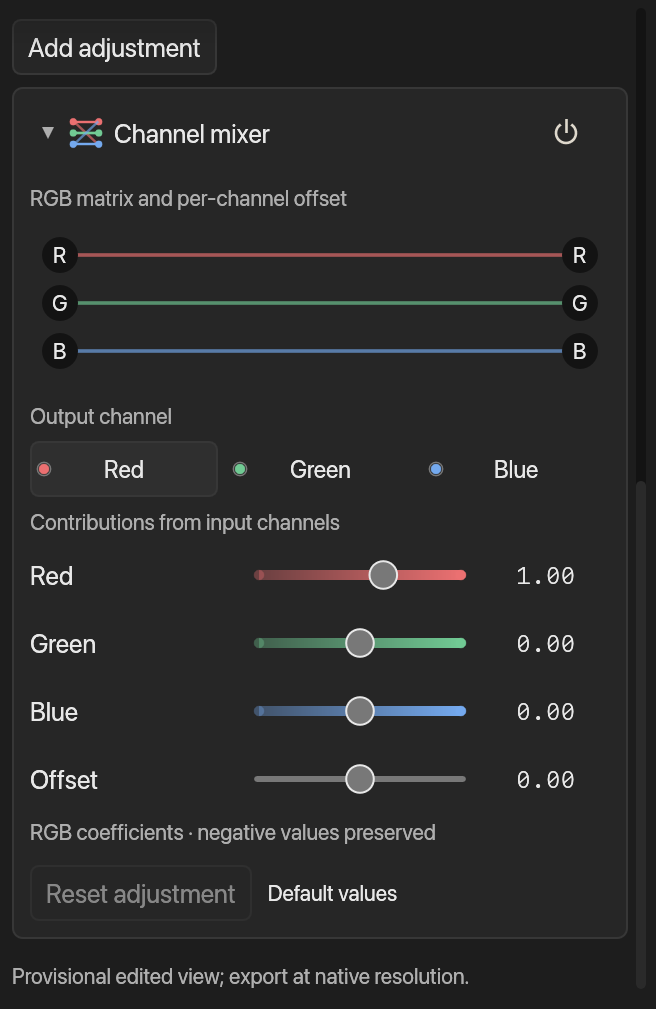 Add adjustment
Channel mixer
RGB matrix and per-channel offset
R R
G G
B B
Output channel
Red Green Blue
Contributions from input channels
Red 1.00
Green 0.00
Blue 0.00
Offset 0.00
RGB coefficients · negative values preserved
Reset adjustment Default values
Provisional edited view; export at native resolution.